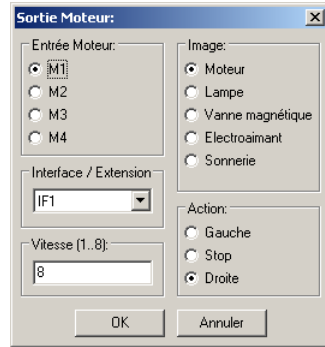 Sortie Moteur:
Entrée Moteur:
M1
M2
M3
M4
Interface / Extension
IF1
Vitesse (1..8):
8
Image:
Moteur
Lampe
Vanne magnétique
Electroaimant
Sonnerie
Action:
Gauche
Stop
Droite
OK
Annuler